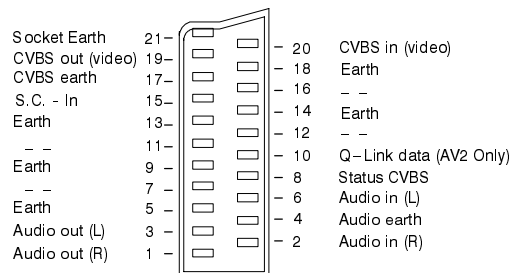 Socket Earth 21
CVBS out (video) 19
CVBS earth 17
S.C. - In 15
Earth 13
- - 11
Earth 9
- - 7
Earth 5
Audio out (L) 3
Audio out (R) 1
20 CVBS in (video)
18 Earth
16 - -
14 Earth
12 - -
10 Q-Link data (AV2 Only)
8 Status CVBS
6 Audio in (L)
4 Audio earth
2 Audio in (R)